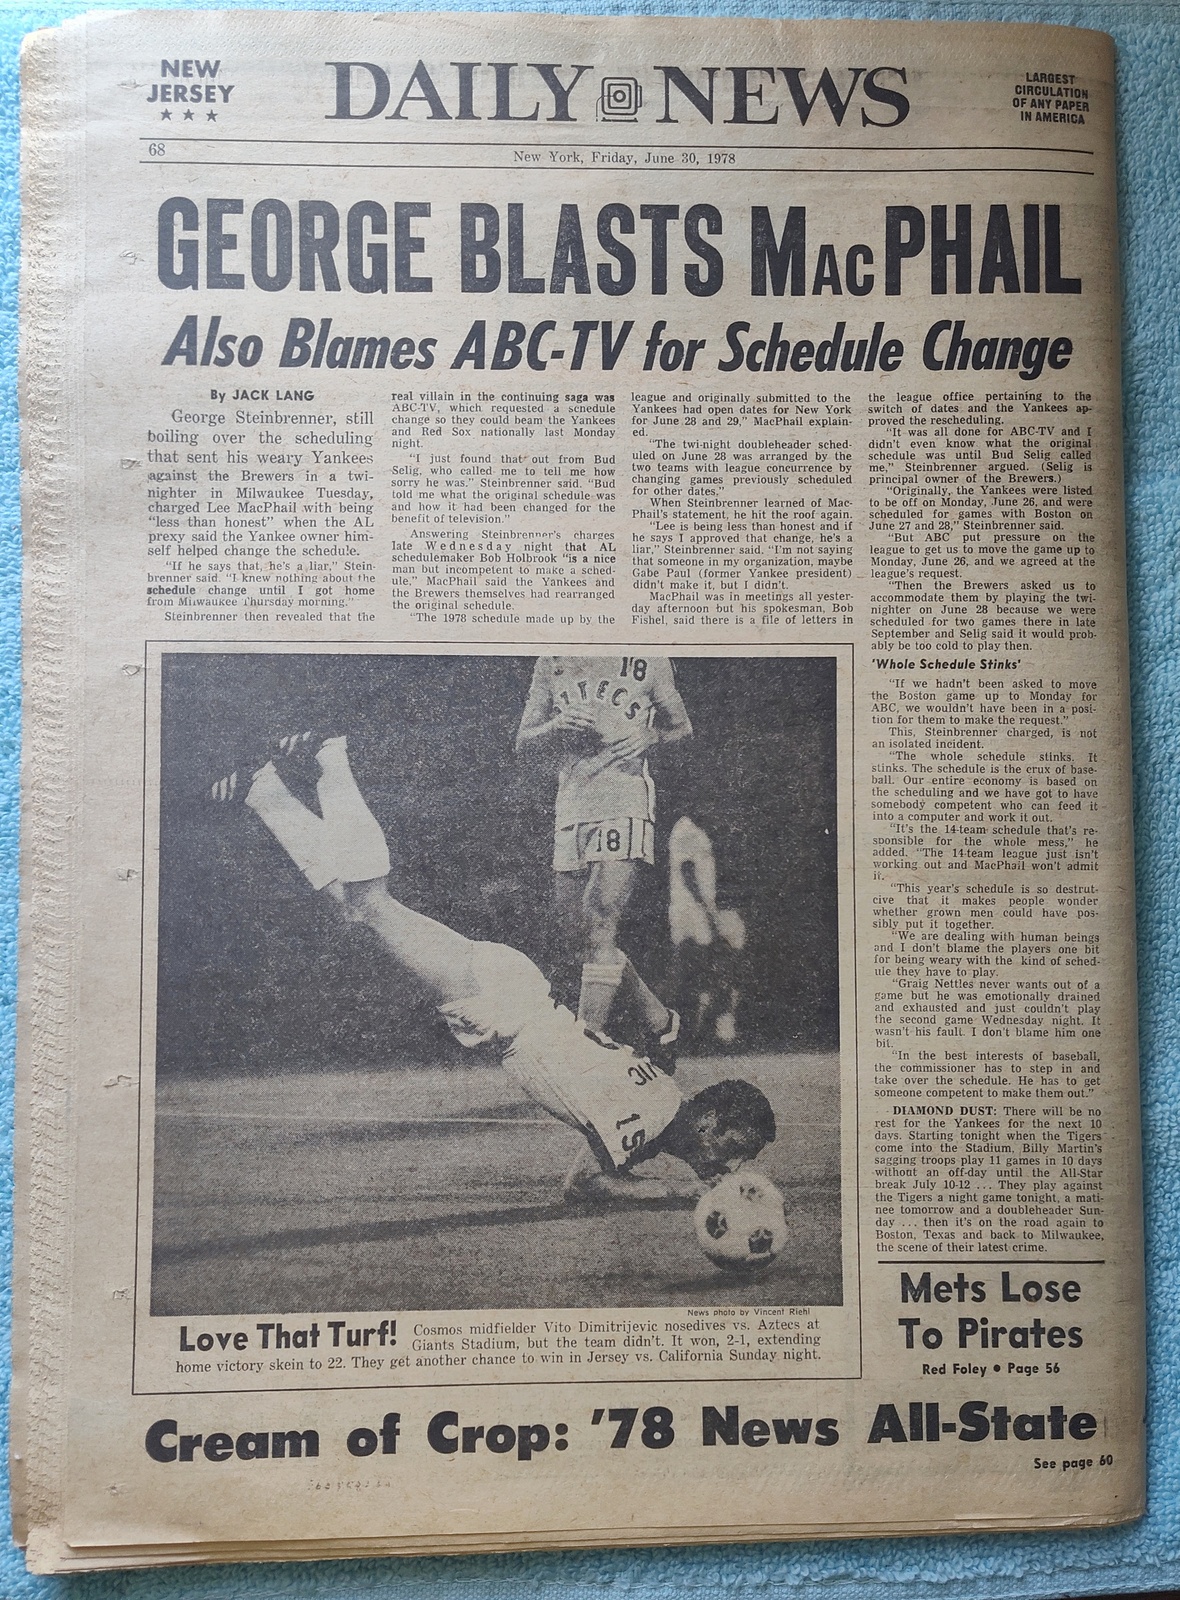 NEW
JERSEY
★ ★ ★
DAILY NEWS
LARGEST
CIRCULATION
OF ANY PAPER
IN AMERICA
68
New York, Friday, June 30, 1978
GEORGE BLASTS MACPHAIL
Also Blames ABC-TV for Schedule Change
By JACK LANG
George Steinbrenner, still
boiling over the scheduling
that sent his weary Yankees
against the Brewers in a twi-
nighter in Milwaukee Tuesday,
charged Lee MacPhail with being
"less than honest" when the AL
prexy said the Yankee owner him-
self helped change the schedule.
"If he says that, he's a liar," Stein-
brenner said. "I knew nothing about the
schedule change until I got home
from Milwaukee Thursday morning."
Steinbrenner then revealed that the
real villain in the continuing saga was
ABC-TV, which requested a schedule
change so they could beam the Yankees
and Red Sox nationally last Monday
night.
"I just found that out from Bud
Selig, who called me to tell me how
sorry he was." Steinbrenner said. "Bud
told me what the original schedule was
and how it had been changed for the
benefit of television."
Answering Steinbrenner's charges
late Wednesday night that AL
schedulemaker Bob Holbrook "is a nice
man but incompetent to make a sched-
ule," MacPhail said the Yankees and
the Brewers themselves had rearranged
the original schedule.
"The 1978 schedule made up by the
league and originally submitted to the
Yankees had open dates for New York
for June 28 and 29," MacPhail explain-
ed.
"The twi-night doubleheader sched-
uled on June 28 was arranged by the
two teams with league concurrence by
changing games previously scheduled
for other dates."
When Steinbrenner learned of Mac-
Phail's statement, he hit the roof again.
"Lee is being less than honest and if
he says I approved that change, he's a
liar," Steinbrenner said. "I'm not saying
that someone in my organization, maybe
Gabe Paul (former Yankee president)
didn't make it, but I didn't.
MacPhail was in meetings all yester-
day afternoon but his spokesman, Bob
Fishel, said there is a file of letters in
the league office pertaining to the
switch of dates and the Yankees ap-
proved the rescheduling.
"It was all done for ABC-TV and I
didn't even know what the original
schedule was until Bud Selig called
me," Steinbrenner argued. (Selig is
principal owner of the Brewers.)
"Originally, the Yankees were listed
to be off on Monday, June 26, and were
scheduled for games with Boston on
June 27 and 28," Steinbrenner said.
"But ABC put pressure on the
league to get us to move the game up to
Monday, June 26, and we agreed at the
league's request.
"Then the Brewers asked us to
accommodate them by playing the twi-
nighter on June 28 because we were
scheduled for two games there in late
September and Selig said it would prob-
ably be too cold to play then.
'Whole Schedule Stinks'
"If we hadn't been asked to move
the Boston game up to Monday for
ABC, we wouldn't have been in a posi-
tion for them to make the request."
This, Steinbrenner charged, is not
an isolated incident.
"The whole schedule stinks. It
stinks. The schedule is the crux of base-
ball. Our entire economy is based on
the scheduling and we have got to have
somebody competent who can feed it
into a computer and work it out.
"It's the 14-team schedule that's re-
sponsible for the whole mess," he
added. "The 14-team league just isn't
working out and MacPhail won't admit
it.
"This year's schedule is so destruc-
cive that it makes people wonder
whether grown men could have pos-
sibly put it together.
"We are dealing with human beings
and I don't blame the players one bit
for being weary with the kind of sched-
ule they have to play.
"Graig Nettles never wants out of a
game but he was emotionally drained
and exhausted and just couldn't play
the second game Wednesday night. It
wasn't his fault. I don't blame him one
bit.
"In the best interests of baseball,
the commissioner has to step in and
take over the schedule. He has to get
someone competent to make them out."
DIAMOND DUST: There will be no
rest for the Yankees for the next 10
days. Starting tonight when the Tigers
come into the Stadium, Billy Martin's
sagging troops play 11 games in 10 days
without an off-day until the All-Star
break July 10-12 ... They play against
the Tigers a night game tonight, a mati-
nee tomorrow and a doubleheader Sun-
day ... then it's on the road again to
Boston, Texas and back to Milwaukee,
the scene of their latest crime.
18
AZTECS
18
15
News photo by Vincent Riehl
Love That Turf! Cosmos midfielder Vito Dimitrijevic nosedives vs. Aztecs at
Giants Stadium, but the team didn't. It won, 2-1, extending
home victory skein to 22. They get another chance to win in Jersey vs. California Sunday night.
Mets Lose
To Pirates
Red Foley • Page 56
Cream of Crop: '78 News All-State
See page 60